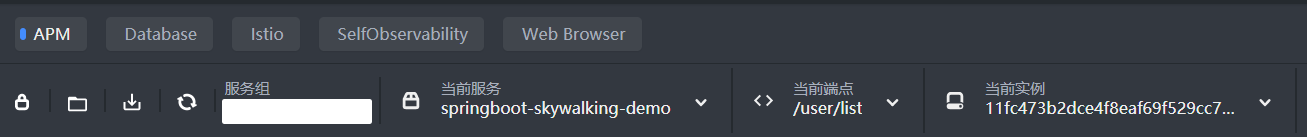 APM Database Istio SelfObservability Web Browser
服务组 当前服务 当前端点 当前实例
springboot-skywalking-demo /user/list 11fc473b2dce4f8eaf69f529cc7...